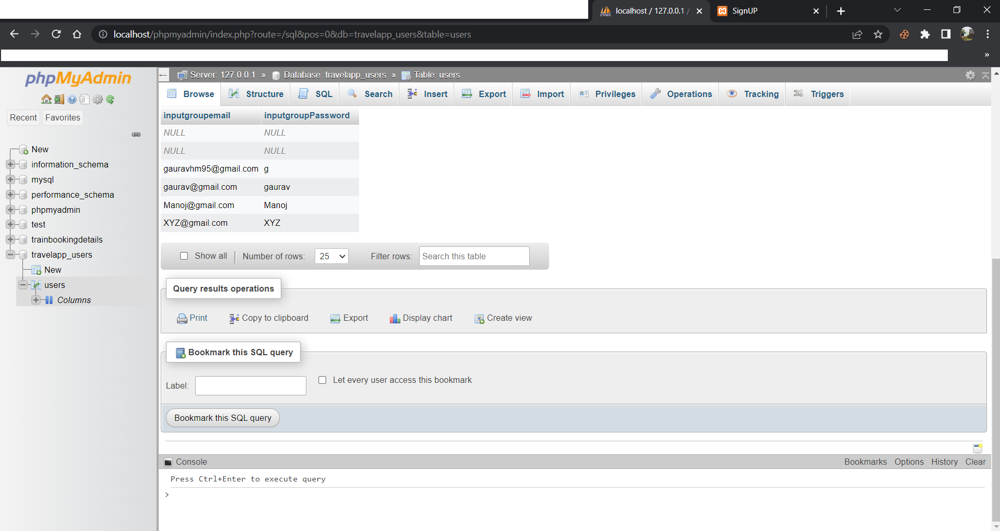 localhost / 127.0.0.1 /
SignUP
localhost/phpmyadmin/index.php?route=/sql&pos=0&db=travelapp_users&table=users
»
phpMyAdmin
Recent
Favorites
New
information_schema
mysql
performance_schema
phpmyadmin
test
trainbookingdetails
travelapp_users
New
users
Columns
Server: 127.0.0.1 » Database: travelapp_users » Table: users
Browse Structure SQL Search Insert Export Import Privileges Operations Tracking Triggers
inputgroupemail inputgroupPassword
NULL NULL
NULL NULL
gauravhm95@gmail.com g
gaurav@gmail.com gaurav
Manoj@gmail.com Manoj
XYZ@gmail.com XYZ
Show all Number of rows: 25 Filter rows: Search this table
Query results operations
Print Copy to clipboard Export Display chart Create view
Bookmark this SQL query
Label: Let every user access this bookmark
Bookmark this SQL query
Console Bookmarks Options History Clear
Press Ctrl+Enter to execute query
>